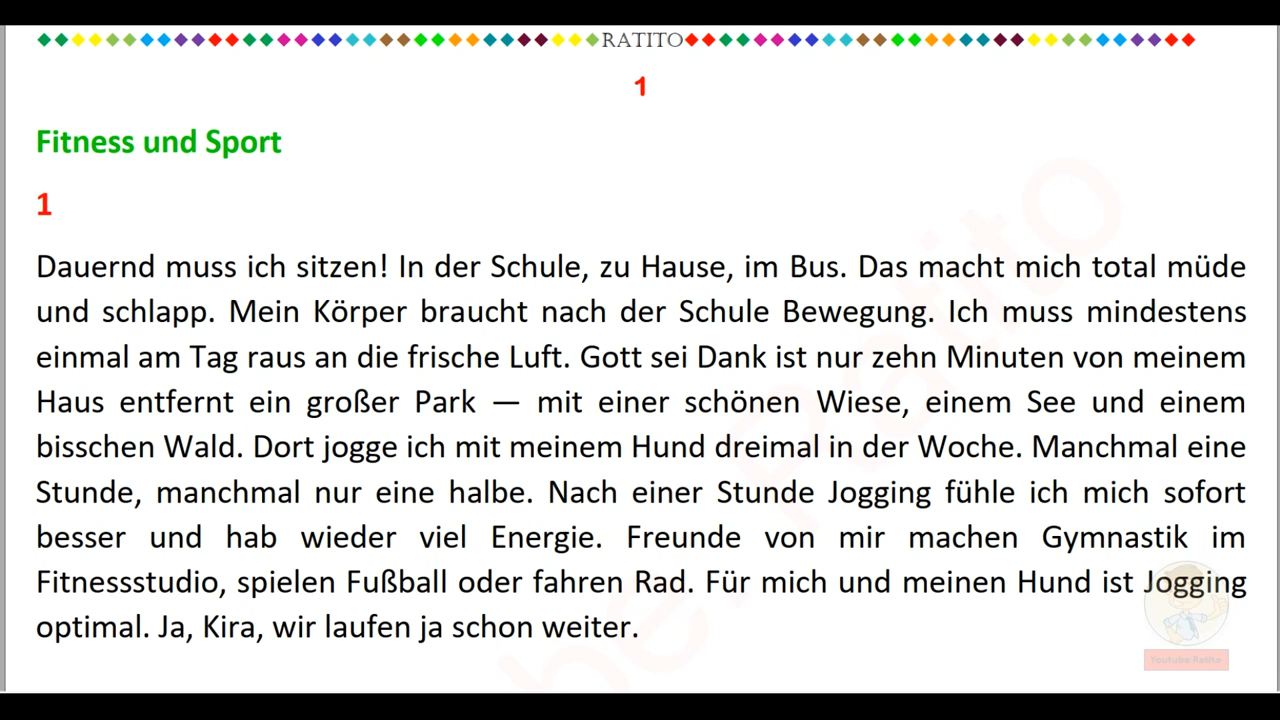 RATITO
1
Fitness und Sport
1
Dauernd muss ich sitzen! In der Schule, zu Hause, im Bus. Das macht mich total müde
und schlapp. Mein Körper braucht nach der Schule Bewegung. Ich muss mindestens
einmal am Tag raus an die frische Luft. Gott sei Dank ist nur zehn Minuten von meinem
Haus entfernt ein großer Park — mit einer schönen Wiese, einem See und einem
bisschen Wald. Dort jogge ich mit meinem Hund dreimal in der Woche. Manchmal eine
Stunde, manchmal nur eine halbe. Nach einer Stunde Jogging fühle ich mich sofort
besser und hab wieder viel Energie. Freunde von mir machen Gymnastik im
Fitnessstudio, spielen Fußball oder fahren Rad. Für mich und meinen Hund ist Jogging
optimal. Ja, Kira, wir laufen ja schon weiter.
Youtube Ratito